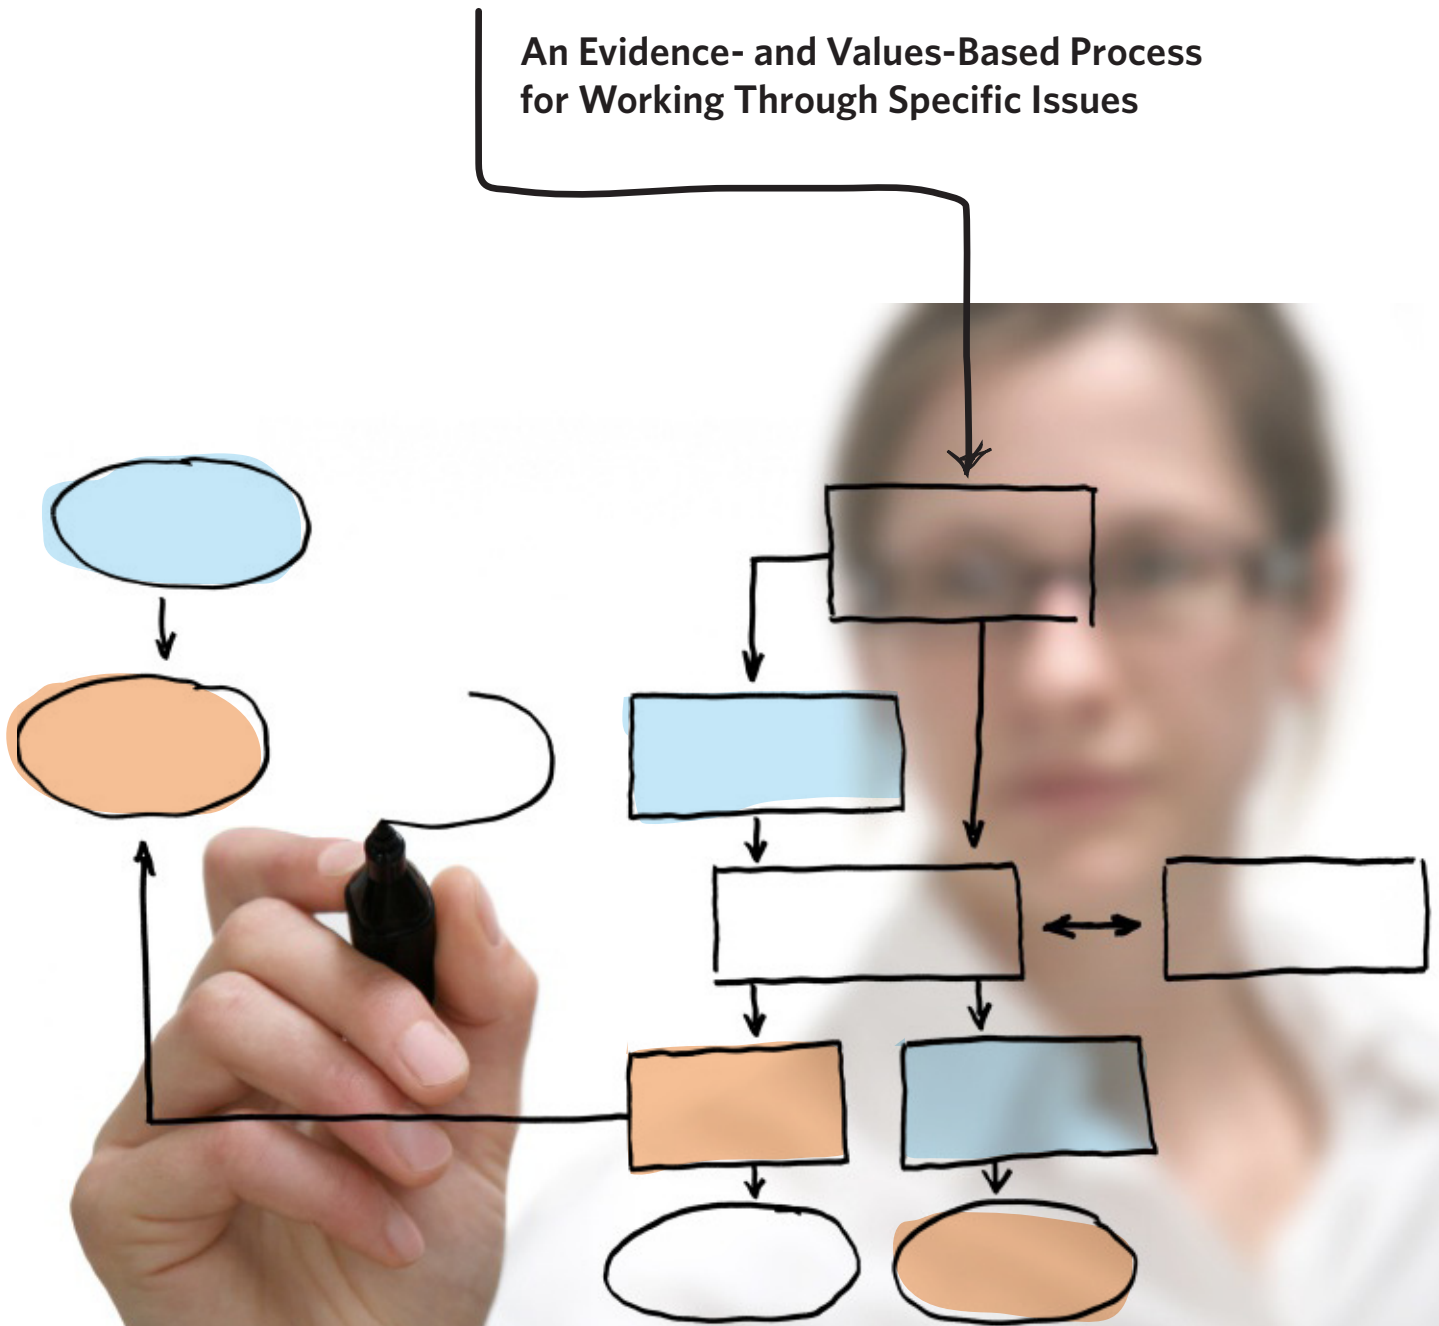 An Evidence- and Values-Based Process
for Working Through Specific Issues